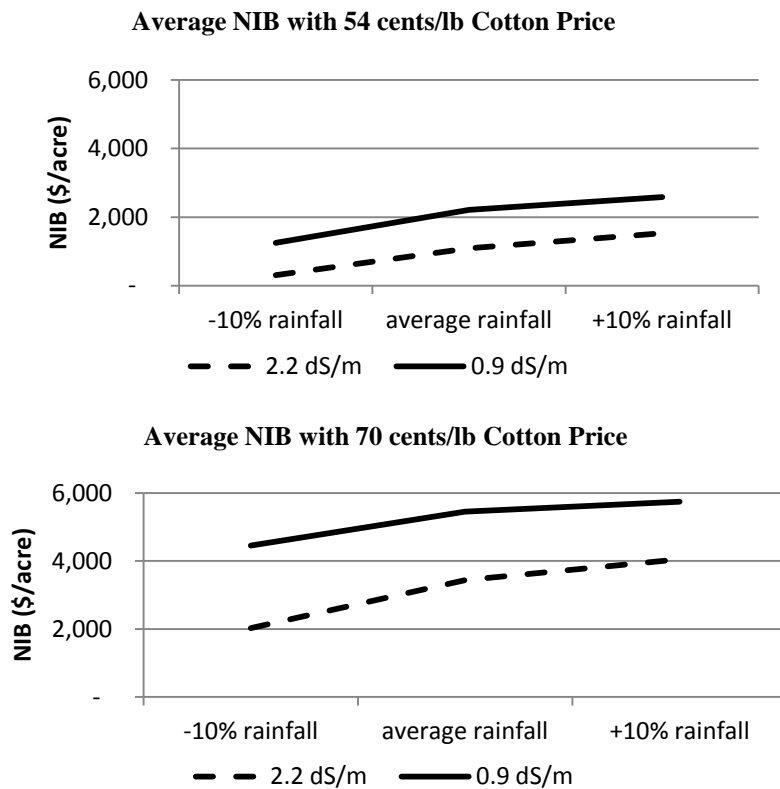 Average NIB with 54 cents/lb Cotton Price
6,000
4,000
2,000
-
NIB ($/acre)
-10% rainfall average rainfall +10% rainfall
2.2 dS/m 0.9 dS/m
Average NIB with 70 cents/lb Cotton Price
6,000
4,000
2,000
-
NIB ($/acre)
-10% rainfall average rainfall +10% rainfall
2.2 dS/m 0.9 dS/m